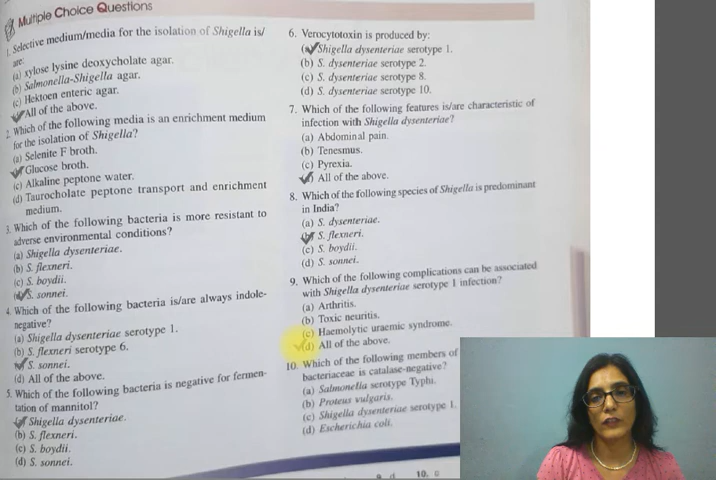 Multiple Choice Questions
1. Selective medium/media for the isolation of Shigella is/
are:
(a) xylose lysine deoxycholate agar.
(b) Salmonella-Shigella agar.
(c) Hektoen enteric agar.
All of the above.
2. Which of the following media is an enrichment medium
for the isolation of Shigella?
(a) Selenite F broth.
Glucose broth.
(c) Alkaline peptone water.
(d) Taurocholate peptone transport and enrichment
medium.
3. Which of the following bacteria is more resistant to
adverse environmental conditions?
(a) Shigella dysenteriae.
(b) S. flexneri.
(c) S. boydii.
(d) S. sonnei.
4. Which of the following bacteria is/are always indole-
negative?
(a) Shigella dysenteriae serotype 1.
(b) S. flexneri serotype 6.
S. sonnei.
(d) All of the above.
5. Which of the following bacteria is negative for fermen-
tation of mannitol?
Shigella dysenteriae.
(b) S. flexneri.
(c) S. boydii.
(d) S. sonnei.
6. Verocytotoxin is produced by:
(a) Shigella dysenteriae serotype 1.
(b) S. dysenteriae serotype 2.
(c) S. dysenteriae serotype 8.
(d) S. dysenteriae serotype 10.
7. Which of the following features is/are characteristic of
infection with Shigella dysenteriae?
(a) Abdominal pain.
(b) Tenesmus.
(c) Pyrexia.
All of the above.
8. Which of the following species of Shigella is predominant
in India?
(a) S. dysenteriae.
(b) S. flexneri.
(c) S. boydii.
(d) S. sonnei.
9. Which of the following complications can be associated
with Shigella dysenteriae serotype 1 infection?
(a) Arthritis.
(b) Toxic neuritis.
(c) Haemolytic uraemic syndrome.
(d) All of the above.
10. Which of the following members of
bacteriaceae is catalase-negative?
(a) Salmonella serotype Typhi.
(b) Proteus vulgaris.
(c) Shigella dysenteriae serotype 1.
(d) Escherichia coli.
10.